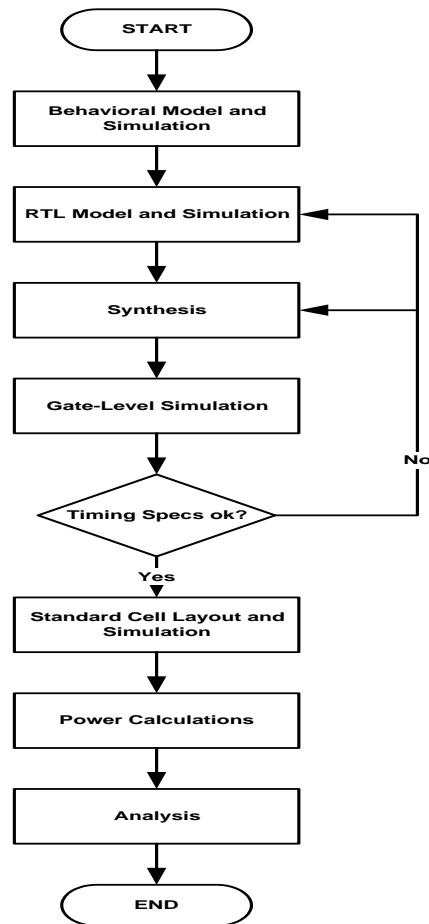 START
Behavioral Model and
Simulation
RTL Model and Simulation
Synthesis
Gate-Level Simulation
No
Timing Specs ok?
Yes
Standard Cell Layout and
Simulation
Power Calculations
Analysis
END